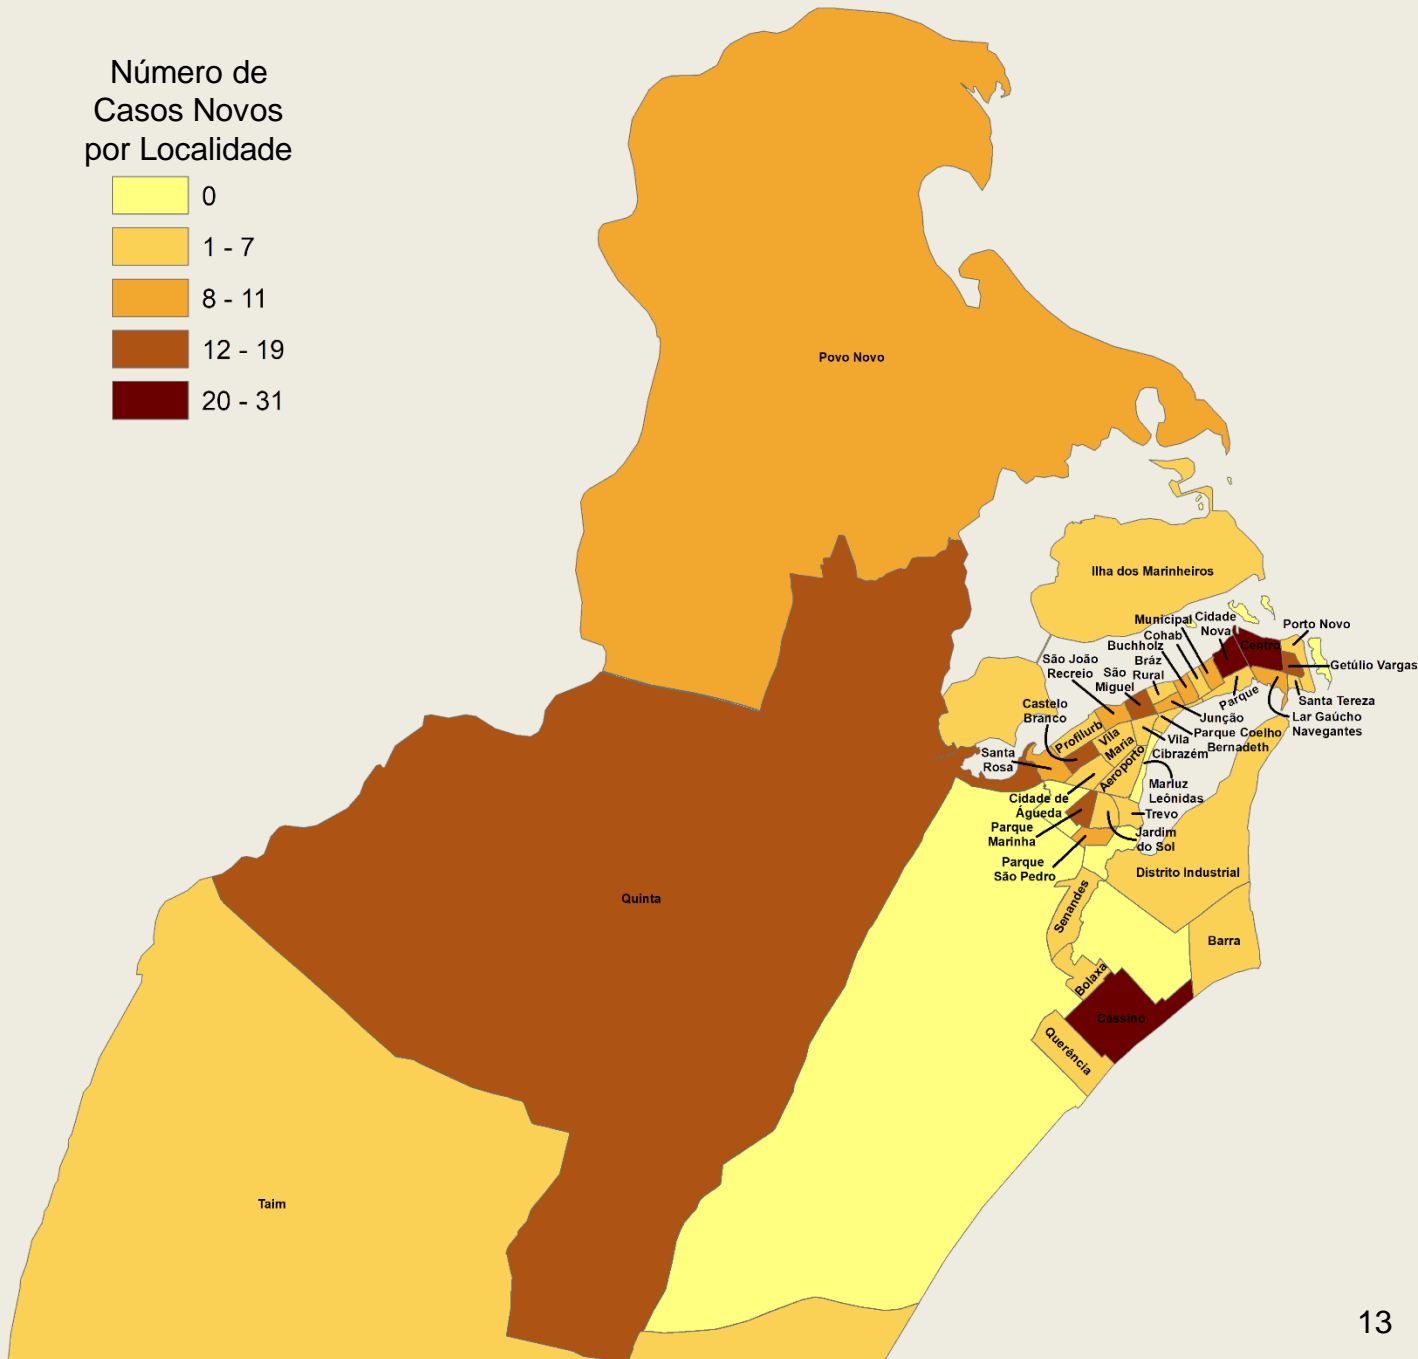 Número de
Casos Novos
por Localidade
0
1 - 7
8 - 11
12 - 19
20 - 31
Povo Novo
Ilha dos Marinheiros
Municipal
Cidade
Nova
Cohab
Buchholz
Centro
Porto Novo
Getúlio Vargas
São João
Recreio
Bráz
Rural
São
Miguel
Parque
Santa Tereza
Lar Gaúcho
Navegantes
Castelo
Branco
Junção
Parque Coelho
Bernadeth
Profilurb
Vila
Maria
Vila
Cibrazém
Santa
Rosa
Aeroporto
Marluz
Leônidas
Cidade de
Águeda
Trevo
Parque
Marinha
Jardim
do Sol
Parque
São Pedro
Distrito Industrial
Senandes
Quinta
Barra
Bolaxa
Cassino
Querência
Taim
13